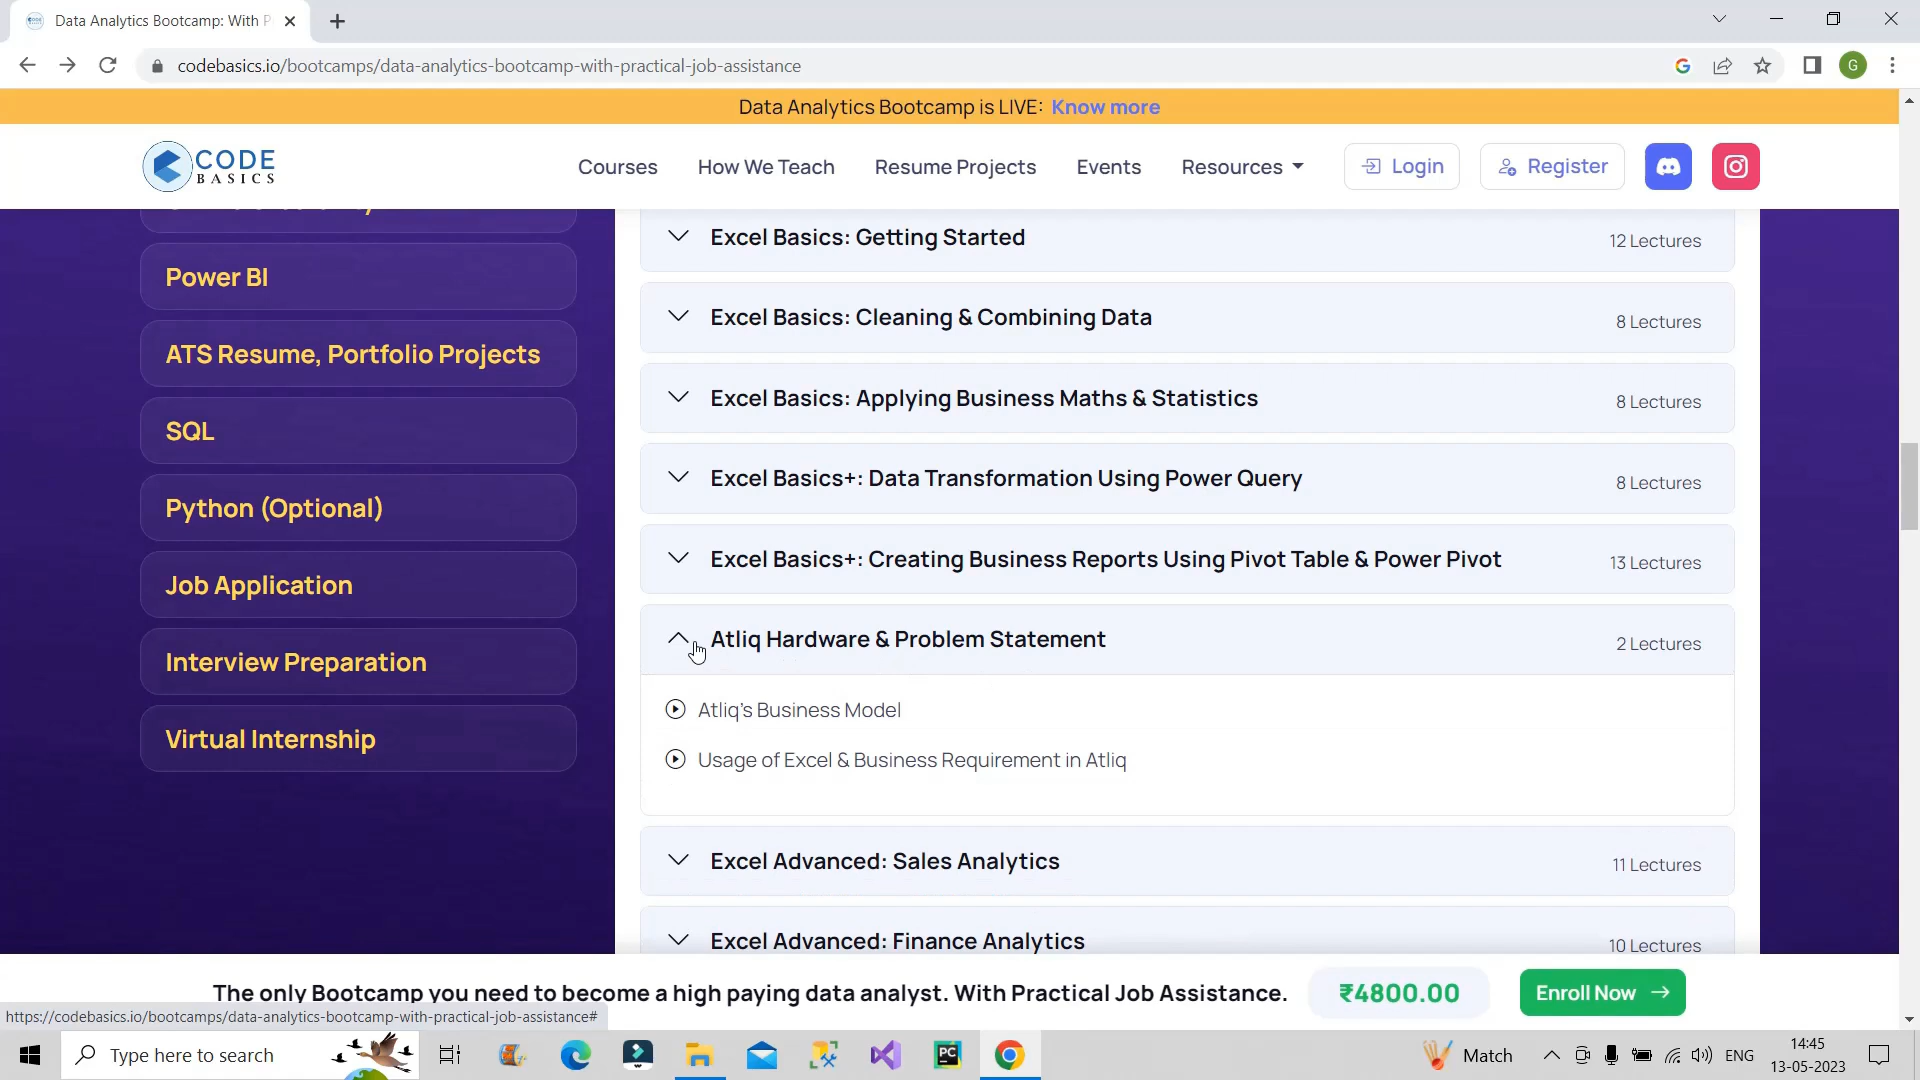 Data Analytics Bootcamp: With P
codebasics.io/bootcamps/data-analytics-bootcamp-with-practical-job-assistance
G
Data Analytics Bootcamp is LIVE: Know more
CODE
BASICS
Courses
How We Teach
Resume Projects
Events
Resources
Login
Register
Power BI
ATS Resume, Portfolio Projects
SQL
Python (Optional)
Job Application
Interview Preparation
Virtual Internship
Excel Basics: Getting Started
12 Lectures
Excel Basics: Cleaning & Combining Data
8 Lectures
Excel Basics: Applying Business Maths & Statistics
8 Lectures
Excel Basics+: Data Transformation Using Power Query
8 Lectures
Excel Basics+: Creating Business Reports Using Pivot Table & Power Pivot
13 Lectures
Atliq Hardware & Problem Statement
2 Lectures
Atliq's Business Model
Usage of Excel & Business Requirement in Atliq
Excel Advanced: Sales Analytics
11 Lectures
Excel Advanced: Finance Analytics
10 Lectures
The only Bootcamp you need to become a high paying data analyst. With Practical Job Assistance.
₹4800.00
Enroll Now
https://codebasics.io/bootcamps/data-analytics-bootcamp-with-practical-job-assistance#
Type here to search
PC
Match
ENG
14:45
13-05-2023